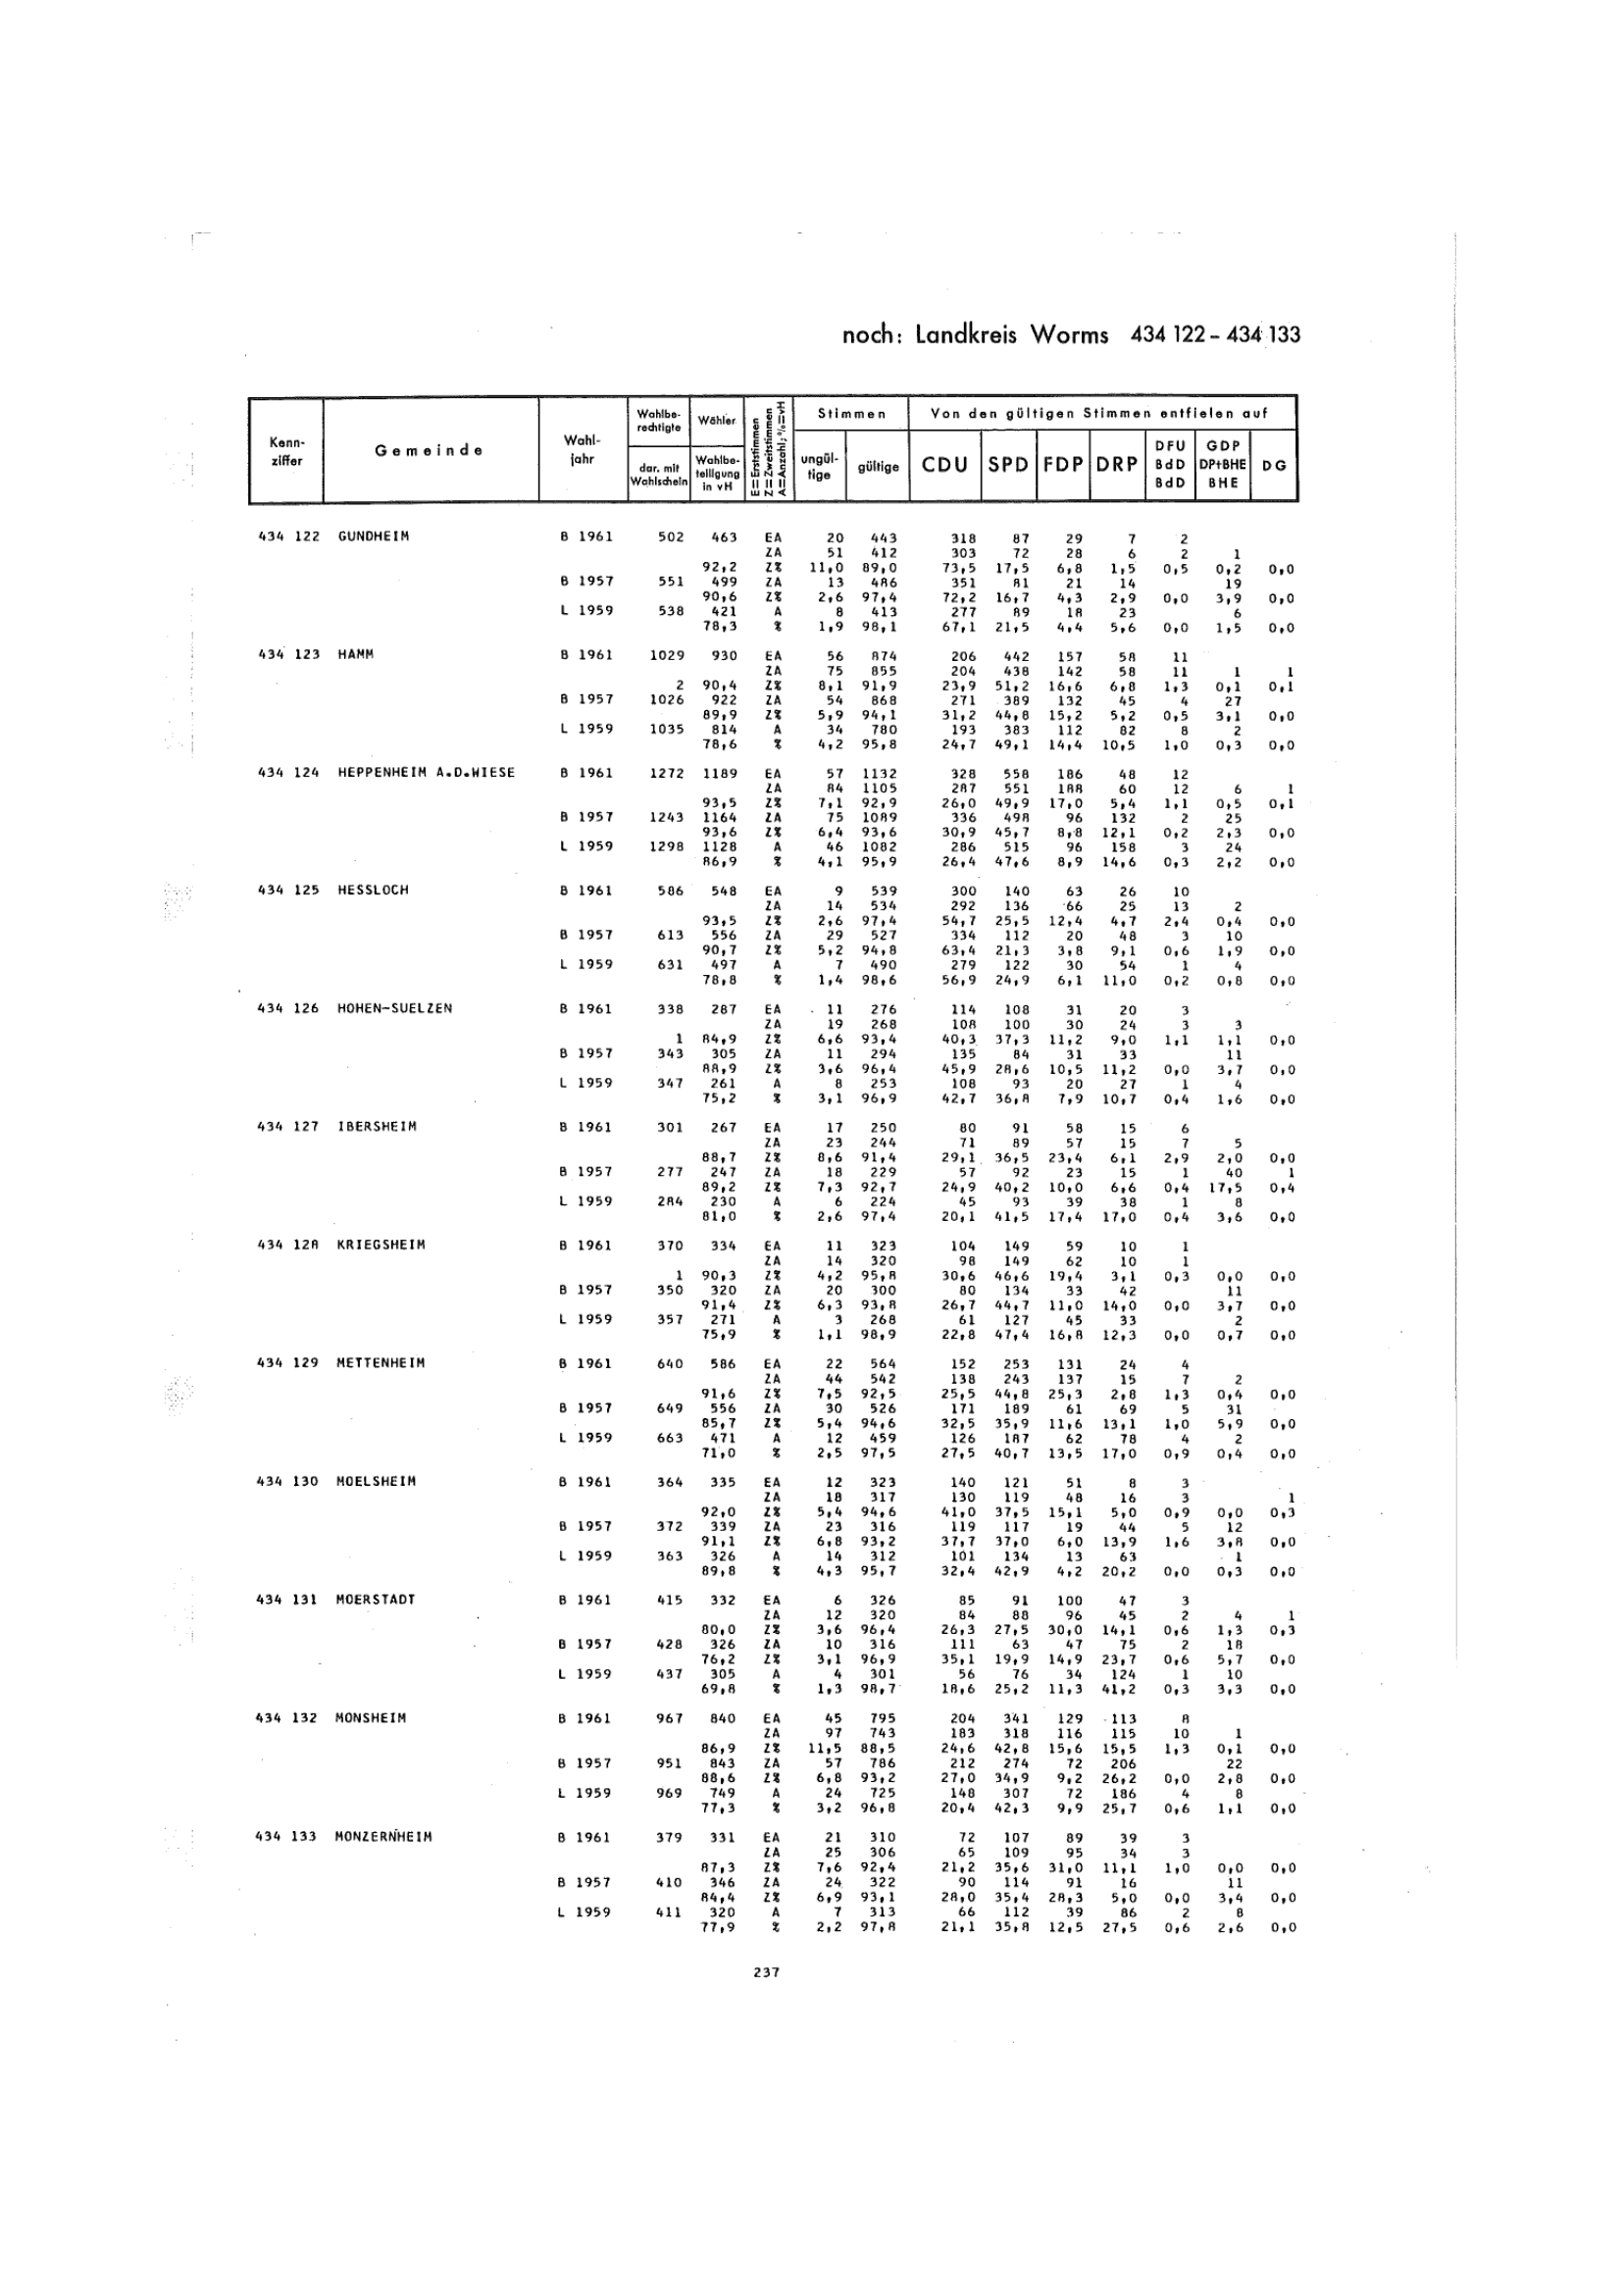 noch: Landkreis Worms 434 122 – 434 133
Kenn-ziffer Gemeinde Wahl-jahr Wahlbe-rechtigte dar. mit Wahlschein Wähler Wahlbe-teiligung in vH E=Erststimmen Z=Zweitstimmen A=Anzahl; %=vH Stimmen ungül-tige gültige Von den gültigen Stimmen entfielen auf CDU SPD FDP DRP DFU BdD BdD GDP DP+BHE BHE DG
434 122 GUNDHEIM B 1961 502 463 EA 20 443 318 87 29 7 2
ZA 51 412 303 72 28 6 2 1
92,2 Z% 11,0 89,0 73,5 17,5 6,8 1,5 0,5 0,2 0,0
B 1957 551 499 ZA 13 486 351 81 21 14 19
90,6 Z% 2,6 97,4 72,2 16,7 4,3 2,9 0,0 3,9 0,0
L 1959 538 421 A 8 413 277 89 18 23 6
78,3 % 1,9 98,1 67,1 21,5 4,4 5,6 0,0 1,5 0,0
434 123 HAMM B 1961 1029 930 EA 56 874 206 442 157 58 11
ZA 75 855 204 438 142 58 11 1 1
2 90,4 Z% 8,1 91,9 23,9 51,2 16,6 6,8 1,3 0,1 0,1
B 1957 1026 922 ZA 54 868 271 389 132 45 4 27
89,9 Z% 5,9 94,1 31,2 44,8 15,2 5,2 0,5 3,1 0,0
L 1959 1035 814 A 34 780 193 383 112 82 8 2
78,6 % 4,2 95,8 24,7 49,1 14,4 10,5 1,0 0,3 0,0
434 124 HEPPENHEIM A.D.WIESE B 1961 1272 1189 EA 57 1132 328 558 186 48 12
ZA 84 1105 287 551 188 60 12 6 1
93,5 Z% 7,1 92,9 26,0 49,9 17,0 5,4 1,1 0,5 0,1
B 1957 1243 1164 ZA 75 1089 336 498 96 132 2 25
93,6 Z% 6,4 93,6 30,9 45,7 8,8 12,1 0,2 2,3 0,0
L 1959 1298 1128 A 46 1082 286 515 96 158 3 24
86,9 % 4,1 95,9 26,4 47,6 8,9 14,6 0,3 2,2 0,0
434 125 HESSLOCH B 1961 586 548 EA 9 539 300 140 63 26 10
ZA 14 534 292 136 66 25 13 2
93,5 Z% 2,6 97,4 54,7 25,5 12,4 4,7 2,4 0,4 0,0
B 1957 613 556 ZA 29 527 334 112 20 48 3 10
90,7 Z% 5,2 94,8 63,4 21,3 3,8 9,1 0,6 1,9 0,0
L 1959 631 497 A 7 490 279 122 30 54 1 4
78,8 % 1,4 98,6 56,9 24,9 6,1 11,0 0,2 0,8 0,0
434 126 HOHEN-SUELZEN B 1961 338 287 EA 11 276 114 108 31 20 3
ZA 19 268 108 100 30 24 3 3
1 84,9 Z% 6,6 93,4 40,3 37,3 11,2 9,0 1,1 1,1 0,0
B 1957 343 305 ZA 11 294 135 84 31 33 11
88,9 Z% 3,6 96,4 45,9 28,6 10,5 11,2 0,0 3,7 0,0
L 1959 347 261 A 8 253 108 93 20 27 1 4
75,2 % 3,1 96,9 42,7 36,8 7,9 10,7 0,4 1,6 0,0
434 127 IBERSHEIM B 1961 301 267 EA 17 250 80 91 58 15 6
ZA 23 244 71 89 57 15 7 5
88,7 Z% 8,6 91,4 29,1 36,5 23,4 6,1 2,9 2,0 0,0
B 1957 277 247 ZA 18 229 57 92 23 15 1 40 1
89,2 Z% 7,3 92,7 24,9 40,2 10,0 6,6 0,4 17,5 0,4
L 1959 284 230 A 6 224 45 93 39 38 1 8
81,0 % 2,6 97,4 20,1 41,5 17,4 17,0 0,4 3,6 0,0
434 128 KRIEGSHEIM B 1961 370 334 EA 11 323 104 149 59 10 1
ZA 14 320 98 149 62 10 1
1 90,3 Z% 4,2 95,8 30,6 46,6 19,4 3,1 0,3 0,0 0,0
B 1957 350 320 ZA 20 300 80 134 33 42 11
91,4 Z% 6,3 93,8 26,7 44,7 11,0 14,0 0,0 3,7 0,0
L 1959 357 271 A 3 268 61 127 45 33 2
75,9 % 1,1 98,9 22,8 47,4 16,8 12,3 0,0 0,7 0,0
434 129 METTENHEIM B 1961 640 586 EA 22 564 152 253 131 24 4
ZA 44 542 138 243 137 15 7 2
91,6 Z% 7,5 92,5 25,5 44,8 25,3 2,8 1,3 0,4 0,0
B 1957 649 556 ZA 30 526 171 189 61 69 5 31
85,7 Z% 5,4 94,6 32,5 35,9 11,6 13,1 1,0 5,9 0,0
L 1959 663 471 A 12 459 126 187 62 78 4 2
71,0 % 2,5 97,5 27,5 40,7 13,5 17,0 0,9 0,4 0,0
434 130 MOELSHEIM B 1961 364 335 EA 12 323 140 121 51 8 3
ZA 18 317 130 119 48 16 3 1
92,0 Z% 5,4 94,6 41,0 37,5 15,1 5,0 0,9 0,0 0,3
B 1957 372 339 ZA 23 316 119 117 19 44 5 12
91,1 Z% 6,8 93,2 37,7 37,0 6,0 13,9 1,6 3,8 0,0
L 1959 363 326 A 14 312 101 134 13 63 1
89,8 % 4,3 95,7 32,4 42,9 4,2 20,2 0,0 0,3 0,0
434 131 MOERSTADT B 1961 415 332 EA 6 326 85 91 100 47 3
ZA 12 320 84 88 96 45 2 4 1
80,0 Z% 3,6 96,4 26,3 27,5 30,0 14,1 0,6 1,3 0,3
B 1957 428 326 ZA 10 316 111 63 47 75 2 18
76,2 Z% 3,1 96,9 35,1 19,9 14,9 23,7 0,6 5,7 0,0
L 1959 437 305 A 4 301 56 76 34 124 1 10
69,8 % 1,3 98,7 18,6 25,2 11,3 41,2 0,3 3,3 0,0
434 132 MONSHEIM B 1961 967 840 EA 45 795 204 341 129 113 8
ZA 97 743 183 318 116 115 10 1
86,9 Z% 11,5 88,5 24,6 42,8 15,6 15,5 1,3 0,1 0,0
B 1957 951 843 ZA 57 786 212 274 72 206 22
88,6 Z% 6,8 93,2 27,0 34,9 9,2 26,2 0,0 2,8 0,0
L 1959 969 749 A 24 725 148 307 72 186 4 8
77,3 % 3,2 96,8 20,4 42,3 9,9 25,7 0,6 1,1 0,0
434 133 MONZERNHEIM B 1961 379 331 EA 21 310 72 107 89 39 3
ZA 25 306 65 109 95 34 3
87,3 Z% 7,6 92,4 21,2 35,6 31,0 11,1 1,0 0,0 0,0
B 1957 410 346 ZA 24 322 90 114 91 16 11
84,4 Z% 6,9 93,1 28,0 35,4 28,3 5,0 0,0 3,4 0,0
L 1959 411 320 A 7 313 66 112 39 86 2 8
77,9 % 2,2 97,8 21,1 35,8 12,5 27,5 0,6 2,6 0,0
237